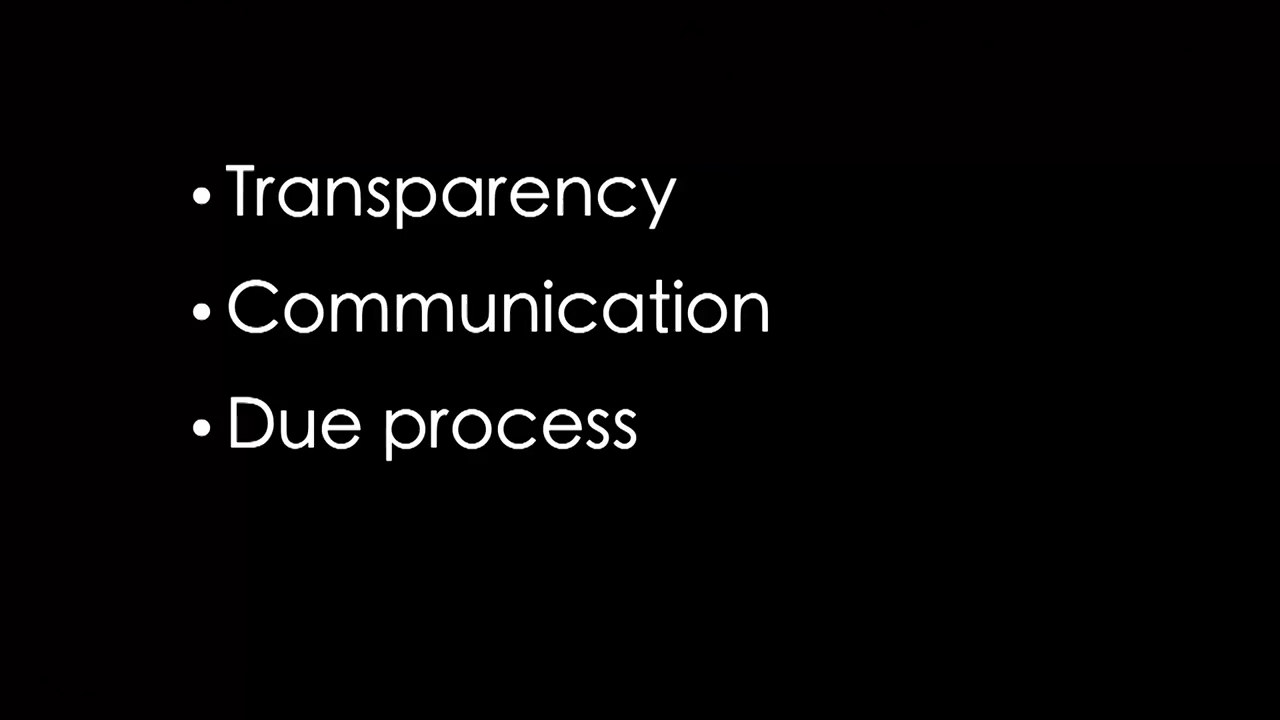 • Transparency
• Communication
• Due process